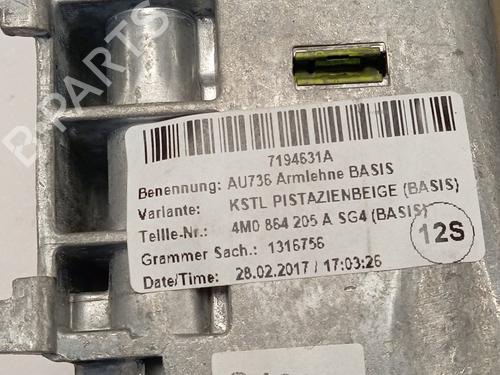 B-PARTS
7194631A
Benennung: AU736 Armlehne BASIS
Variante: KSTL PISTAZIENBEIGE (BASIS)
Teille-Nr.: 4M0 864 205 A SG4 (BASIS)
Grammer Sach.: 1316756
Date/Time: 28.02.2017 / 17:03:26
12S